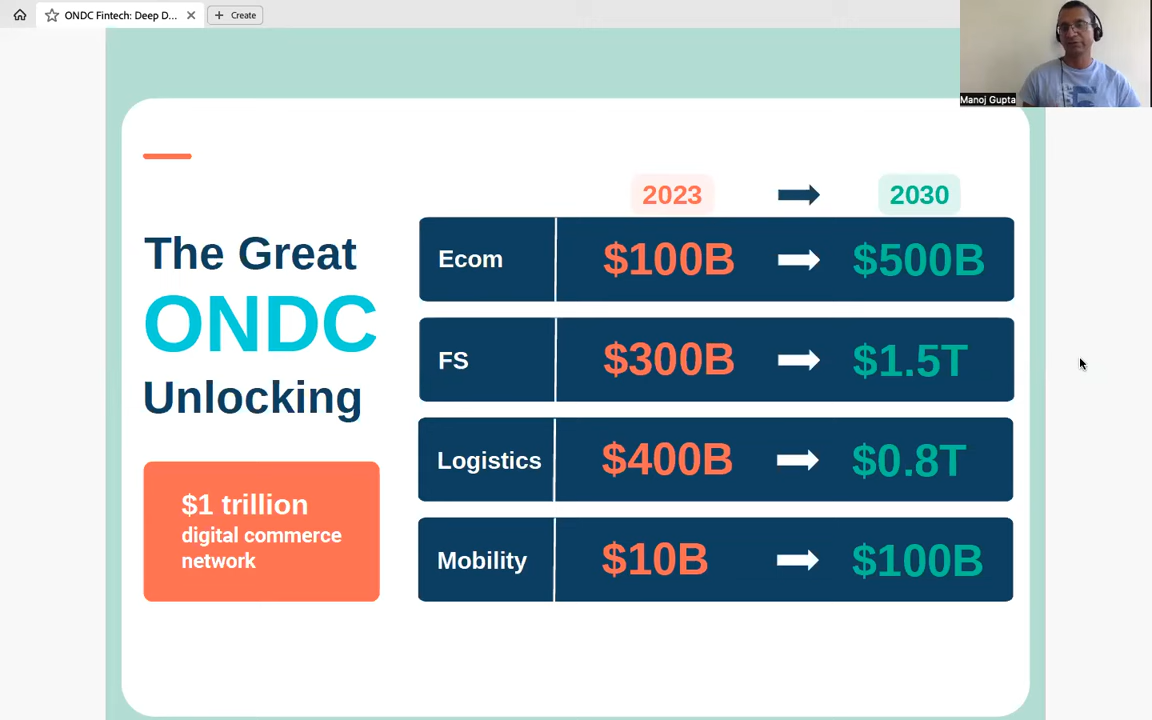 ONDC Fintech: Deep D...
Create
Manoj Gupta
The Great
ONDC
Unlocking
$1 trillion
digital commerce
network
2023
2030
Ecom $100B $500B
FS $300B $1.5T
Logistics $400B $0.8T
Mobility $10B $100B